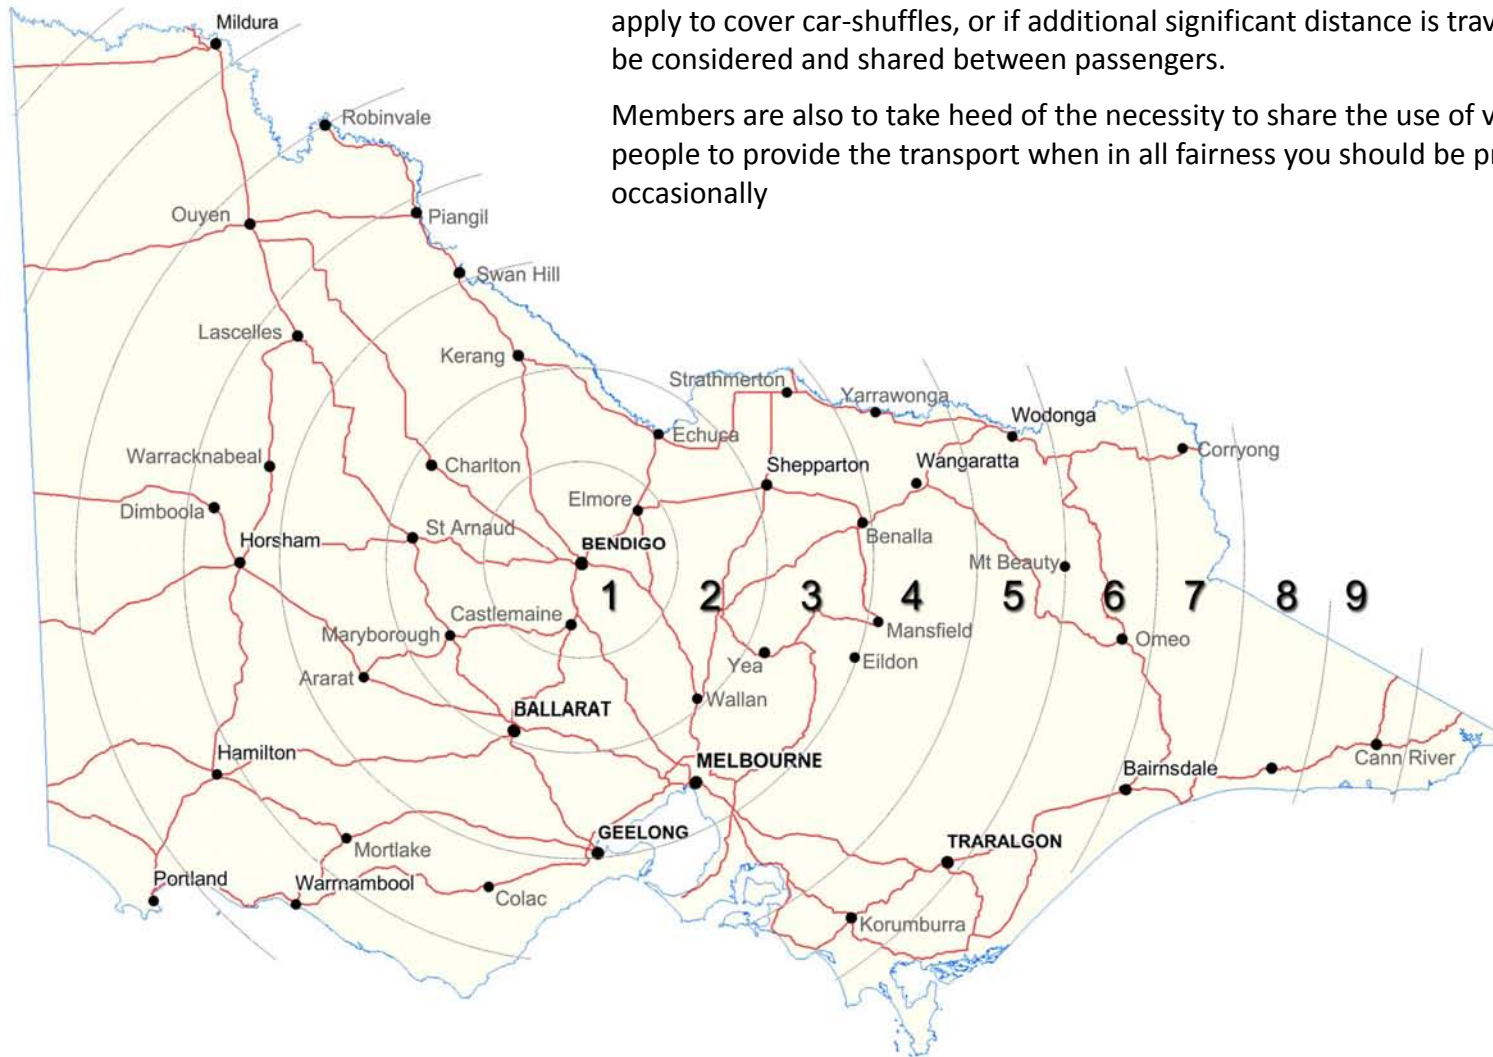 apply to cover car-shuffles, or if additional significant distance is trav
be considered and shared between passengers.
Members are also to take heed of the necessity to share the use of v
people to provide the transport when in all fairness you should be pr
occasionally
Mildura
Robinvale
Ouyen
Piangil
Swan Hill
Lascelles
Kerang
Strathmerton
Yarrawonga
Wodonga
Echuca
Corryong
Warracknabeal
Charlton
Shepparton
Wangaratta
Dimboola
Elmore
St Arnaud
Horsham
BENDIGO
Benalla
Mt Beauty
1 2 3 4 5 6 7 8 9
Castlemaine
Maryborough
Mansfield
Omeo
Yea
Eildon
Ararat
Wallan
BALLARAT
Hamilton
MELBOURNE
Bairnsdale
Cann River
GEELONG
Mortlake
TRARALGON
Portland
Warrnambool
Colac
Korumburra